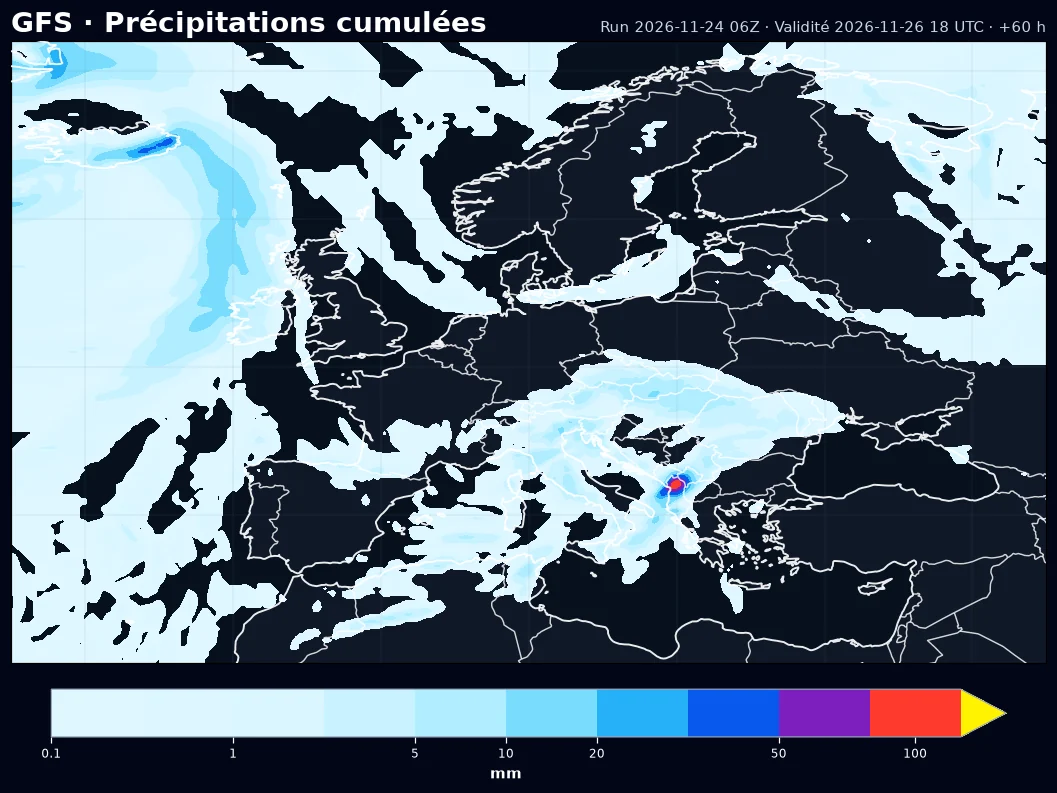 GFS · Précipitations cumulées
Run 2026-11-24 06Z · Validité 2026-11-26 18 UTC · +60 h
0.1 1 5 10 20 50 100
mm